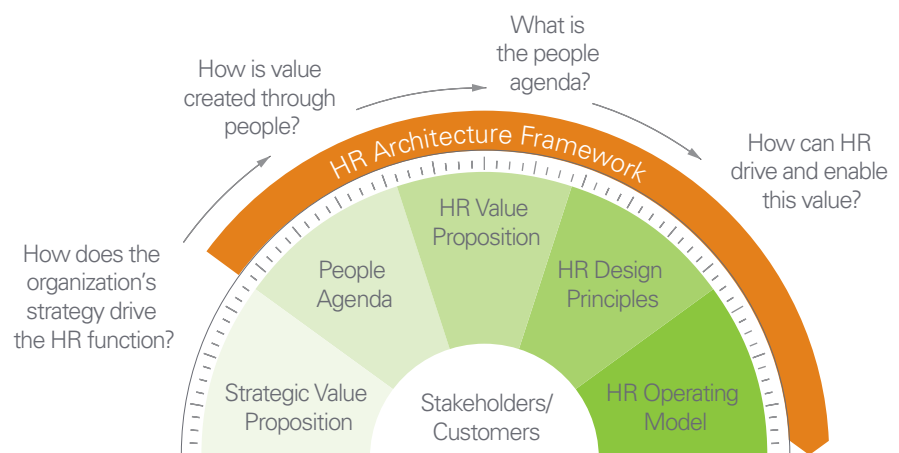 How does the
organization’s
strategy drive
the HR function?
How is value
created through
people?
What is
the people
agenda?
How can HR
drive and enable
this value?
HR Architecture Framework
Strategic Value
Proposition
People
Agenda
HR Value
Proposition
HR Design
Principles
HR Operating
Model
Stakeholders/
Customers